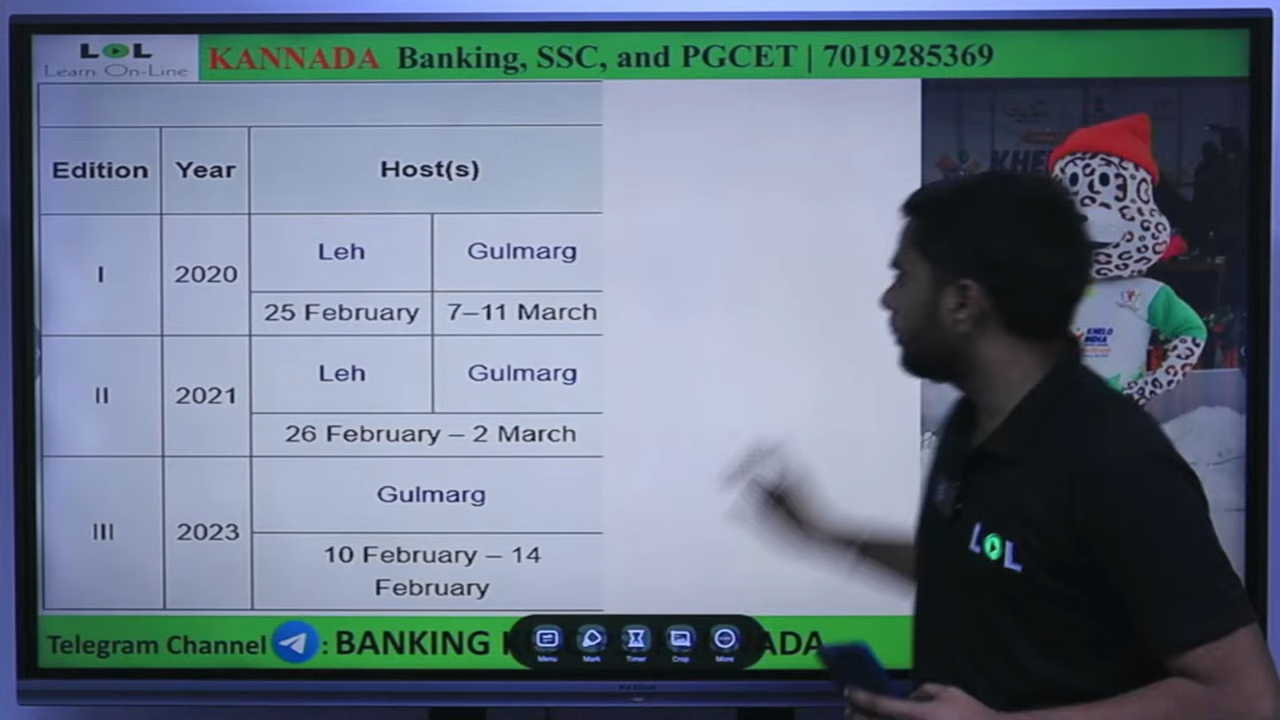 LOL
Learn On-Line
KANNADA Banking, SSC, and PGCET | 7019285369
Edition Year Host(s)
I 2020 Leh Gulmarg
25 February 7–11 March
II 2021 Leh Gulmarg
26 February – 2 March
III 2023 Gulmarg
10 February – 14
February
KHELO
INDIA
LOL
Telegram Channel : BANKING
Menu Mark Timer Crop More